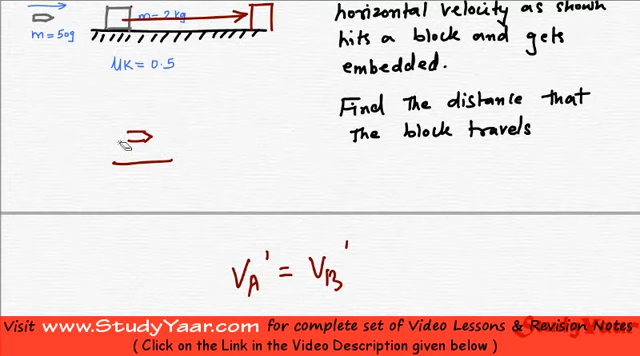 horizontal velocity as shown
m = 2 kg
hits a block and gets
m = 50g
embedded.
μK = 0.5
Find the distance that
the block travels
VA' = VB'
StudyYaar
Visit www.StudyYaar.com for complete set of Video Lessons & Revision Notes
( Click on the Link in the Video Description given below )